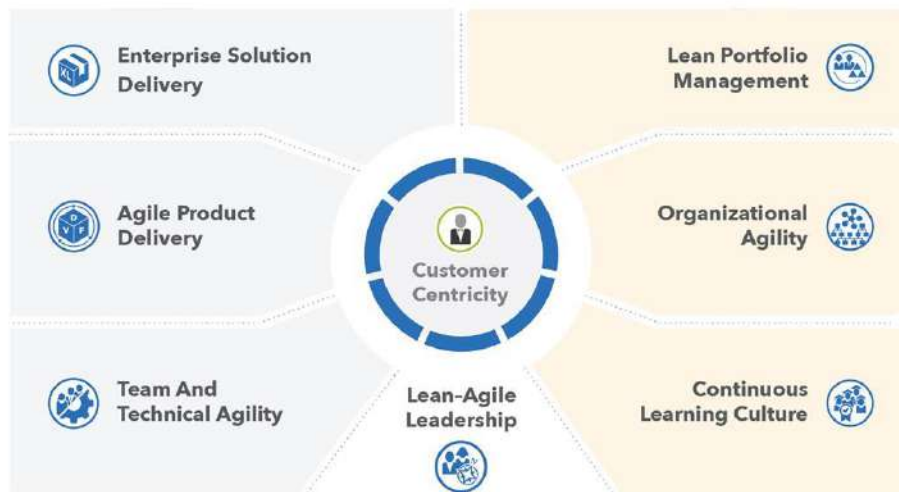 Enterprise Solution
Delivery
Lean Portfolio
Management
Agile Product
Delivery
Customer
Centricity
Organizational
Agility
Team And
Technical Agility
Lean-Agile
Leadership
Continuous
Learning Culture
XL
D
V F